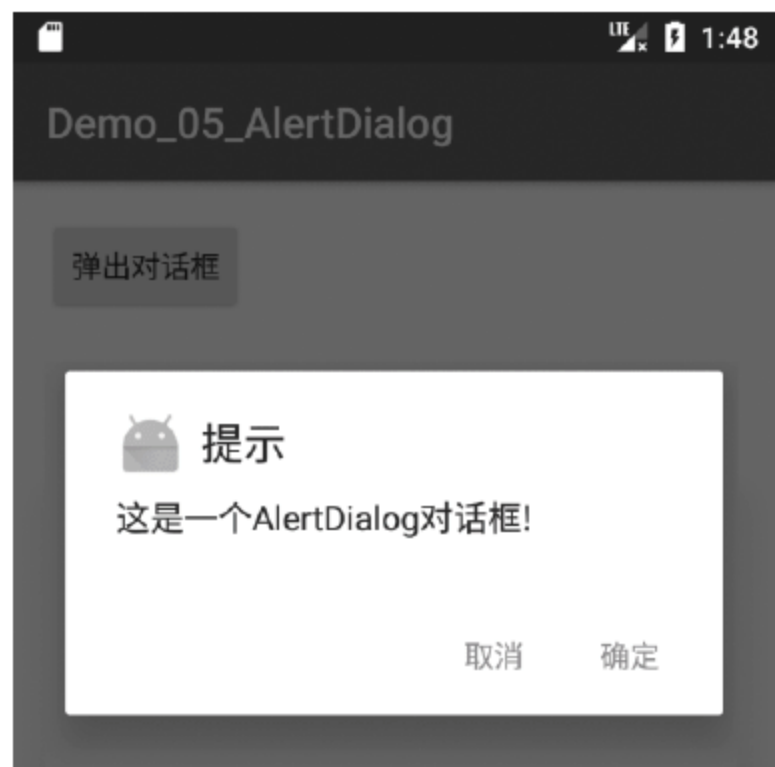 LTE 1:48
Demo_05_AlertDialog
弹出对话框
提示
这是一个AlertDialog对话框!
取消 确定